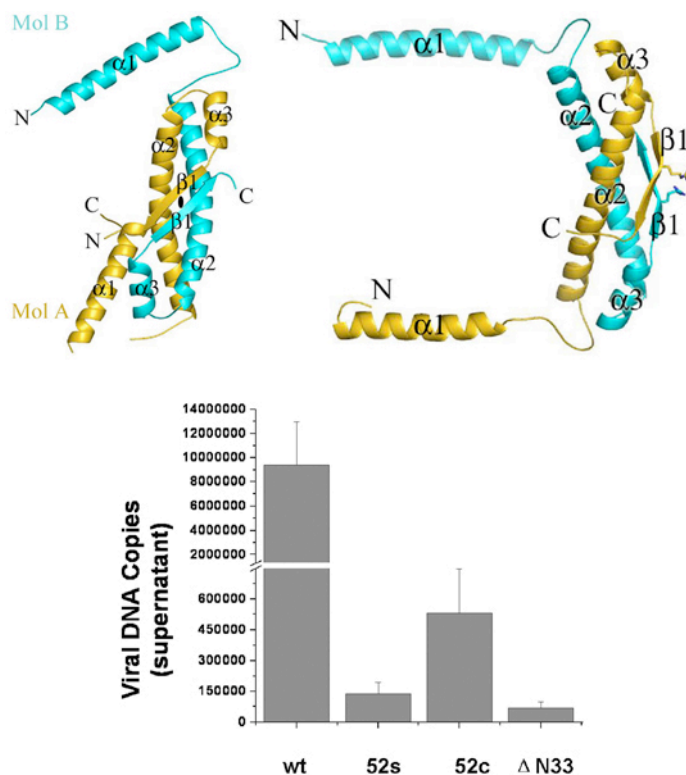 Mol B
α1
N
α3
α2
β1
C
β1
C
N
α2
α1
α3
Mol A
N
α1
α3
C
α2
β1
α2
C
β1
N
α3
α1
14000000
12000000
10000000
8000000
6000000
4000000
2000000
600000
450000
300000
150000
0
Viral DNA Copies
(supernatant)
wt 52s 52c Δ N33